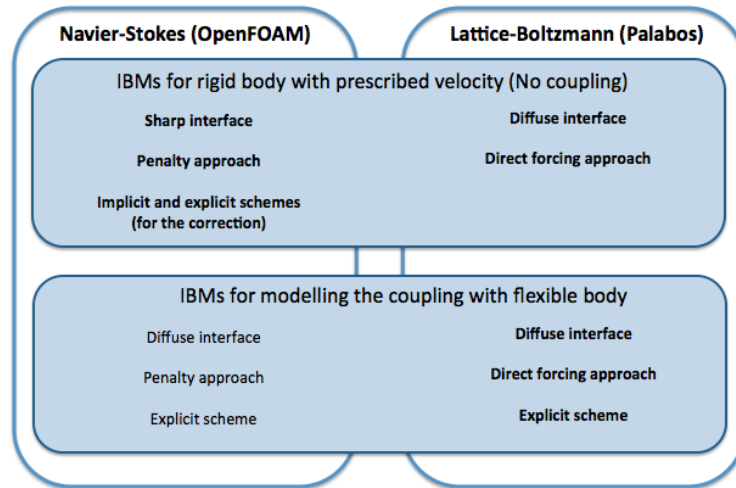 Navier-Stokes (OpenFOAM)
Lattice-Boltzmann (Palabos)
IBMs for rigid body with prescribed velocity (No coupling)
Sharp interface
Diffuse interface
Penalty approach
Direct forcing approach
Implicit and explicit schemes
(for the correction)
IBMs for modelling the coupling with flexible body
Diffuse interface
Diffuse interface
Penalty approach
Direct forcing approach
Explicit scheme
Explicit scheme